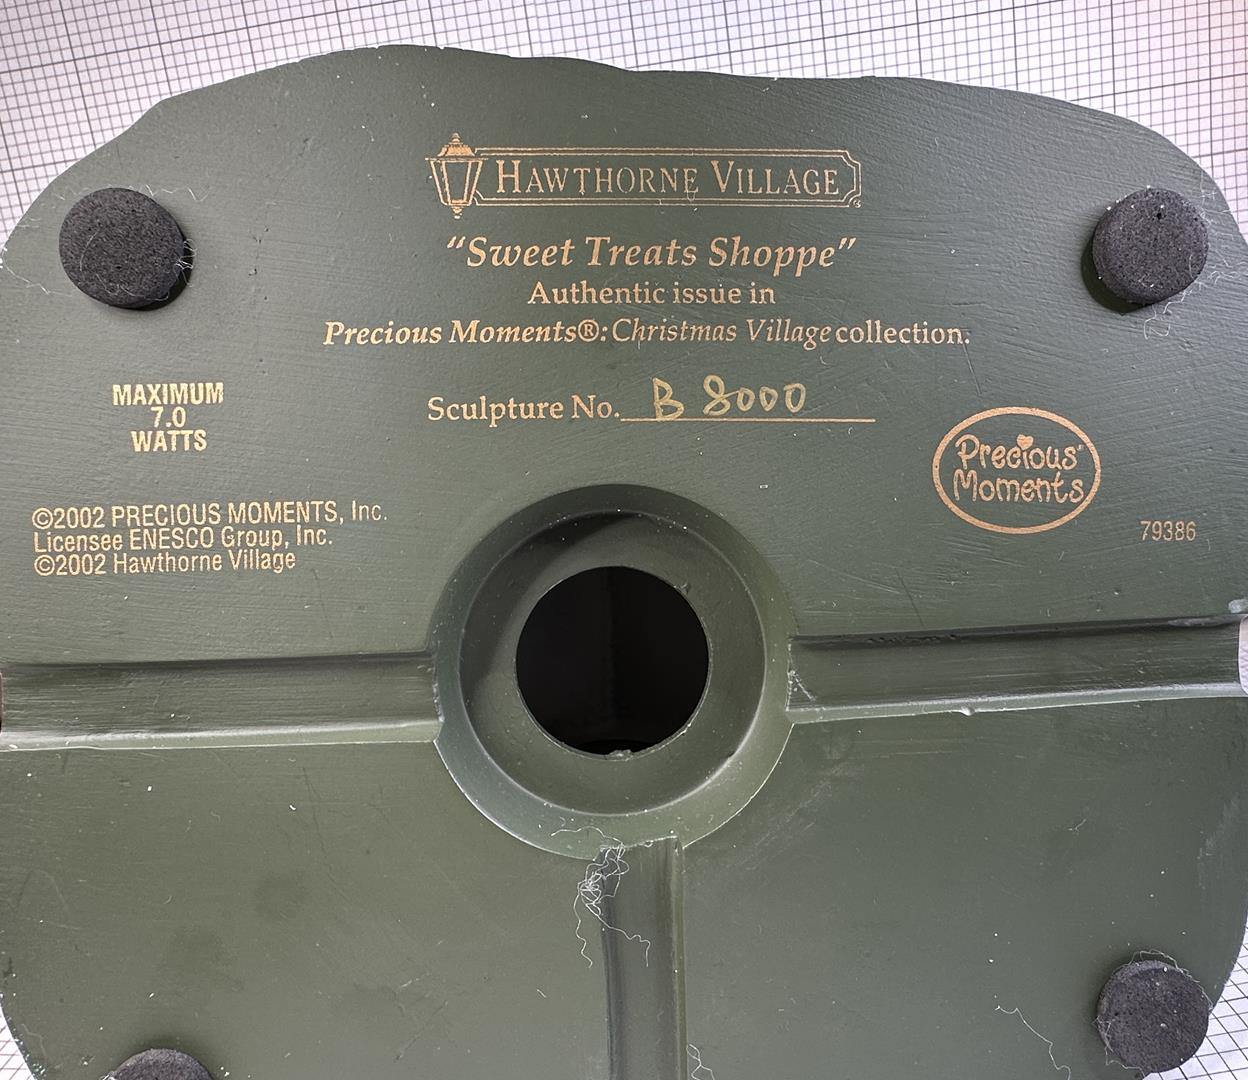 HAWTHORNE VILLAGE
“Sweet Treats Shoppe”
Authentic issue in
Precious Moments®: Christmas Village collection.
Sculpture No. B 8000
MAXIMUM
7.0
WATTS
Precious
Moments
©2002 PRECIOUS MOMENTS, Inc.
Licensee ENESCO Group, Inc.
©2002 Hawthorne Village
79386